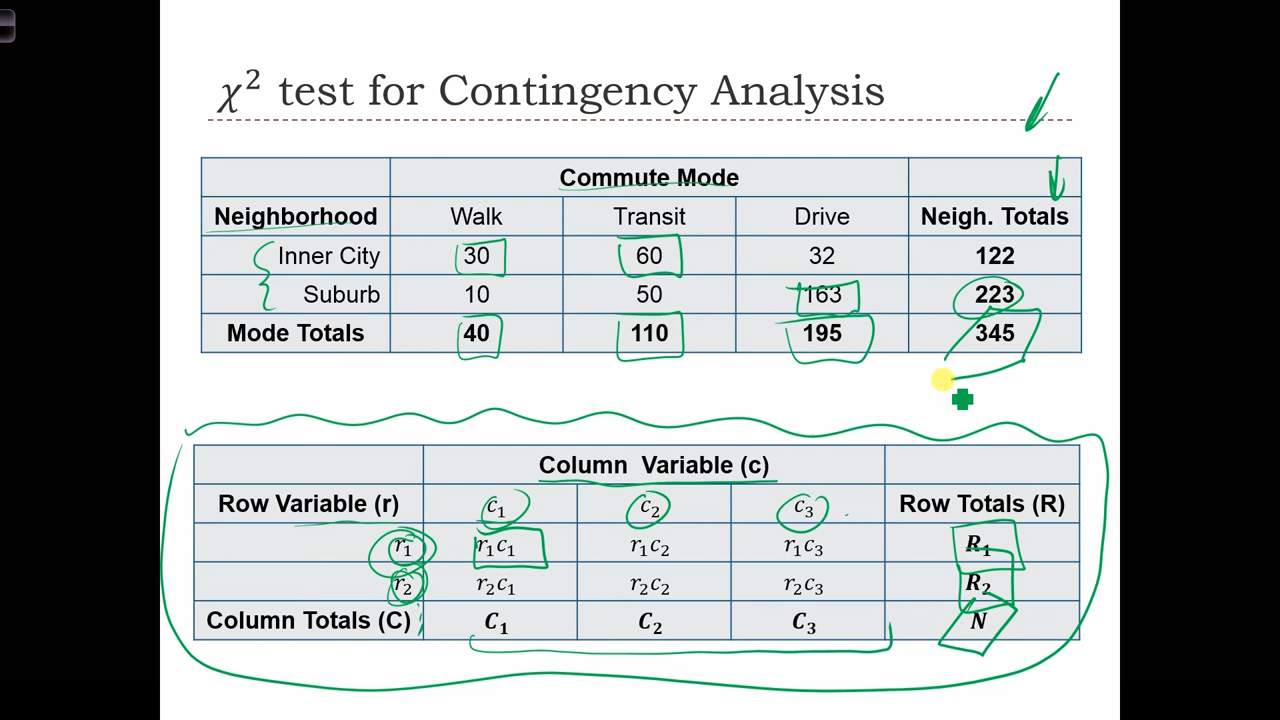 χ² test for Contingency Analysis
Commute Mode
Neighborhood Walk Transit Drive Neigh. Totals
Inner City 30 60 32 122
Suburb 10 50 163 223
Mode Totals 40 110 195 345
Column Variable (c)
Row Variable (r) c₁ c₂ c₃ Row Totals (R)
r₁ r₁c₁ r₁c₂ r₁c₃ R₁
r₂ r₂c₁ r₂c₂ r₂c₃ R₂
Column Totals (C) C₁ C₂ C₃ N